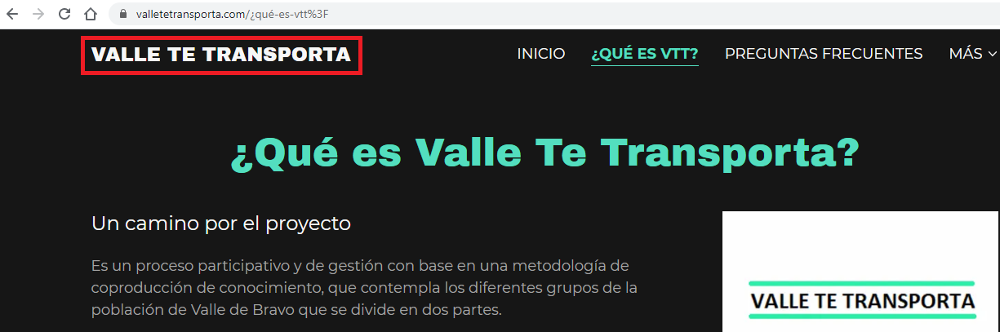 valletetransporta.com/¿qué-es-vtt%3F
VALLE TE TRANSPORTA
INICIO
¿QUÉ ES VTT?
PREGUNTAS FRECUENTES
MÁS
¿Qué es Valle Te Transporta?
Un camino por el proyecto
Es un proceso participativo y de gestión con base en una metodología de
coproducción de conocimiento, que contempla los diferentes grupos de la
población de Valle de Bravo que se divide en dos partes.
VALLE TE TRANSPORTA